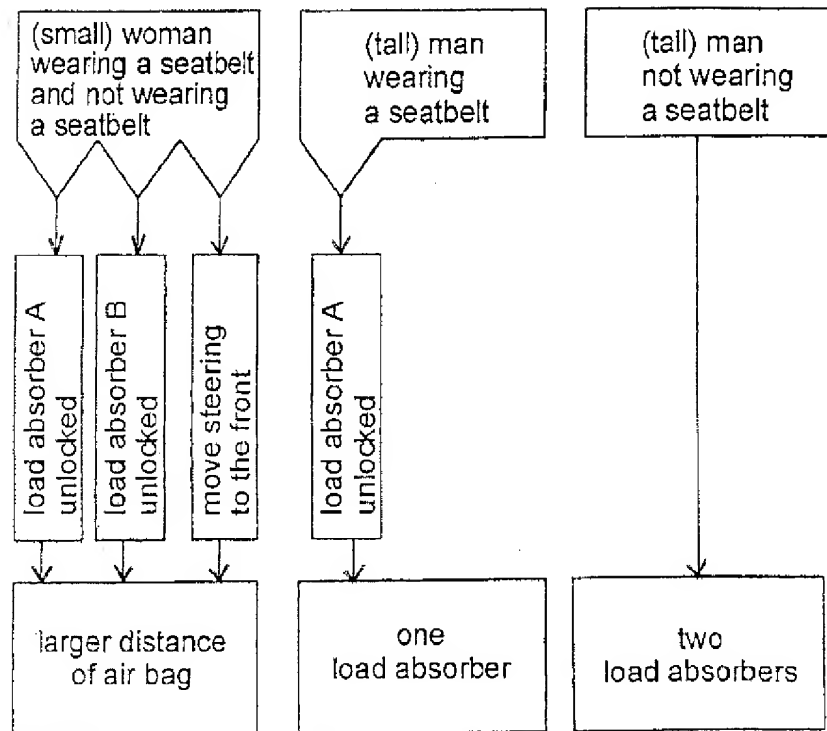 (small) woman
wearing a seatbelt
and not wearing
a seatbelt
(tall) man
wearing
a seatbelt
(tall) man
not wearing
a seatbelt
load absorber A
unlocked
load absorber B
unlocked
move steering
to the front
load absorber A
unlocked
larger distance
of air bag
one
load absorber
two
load absorbers